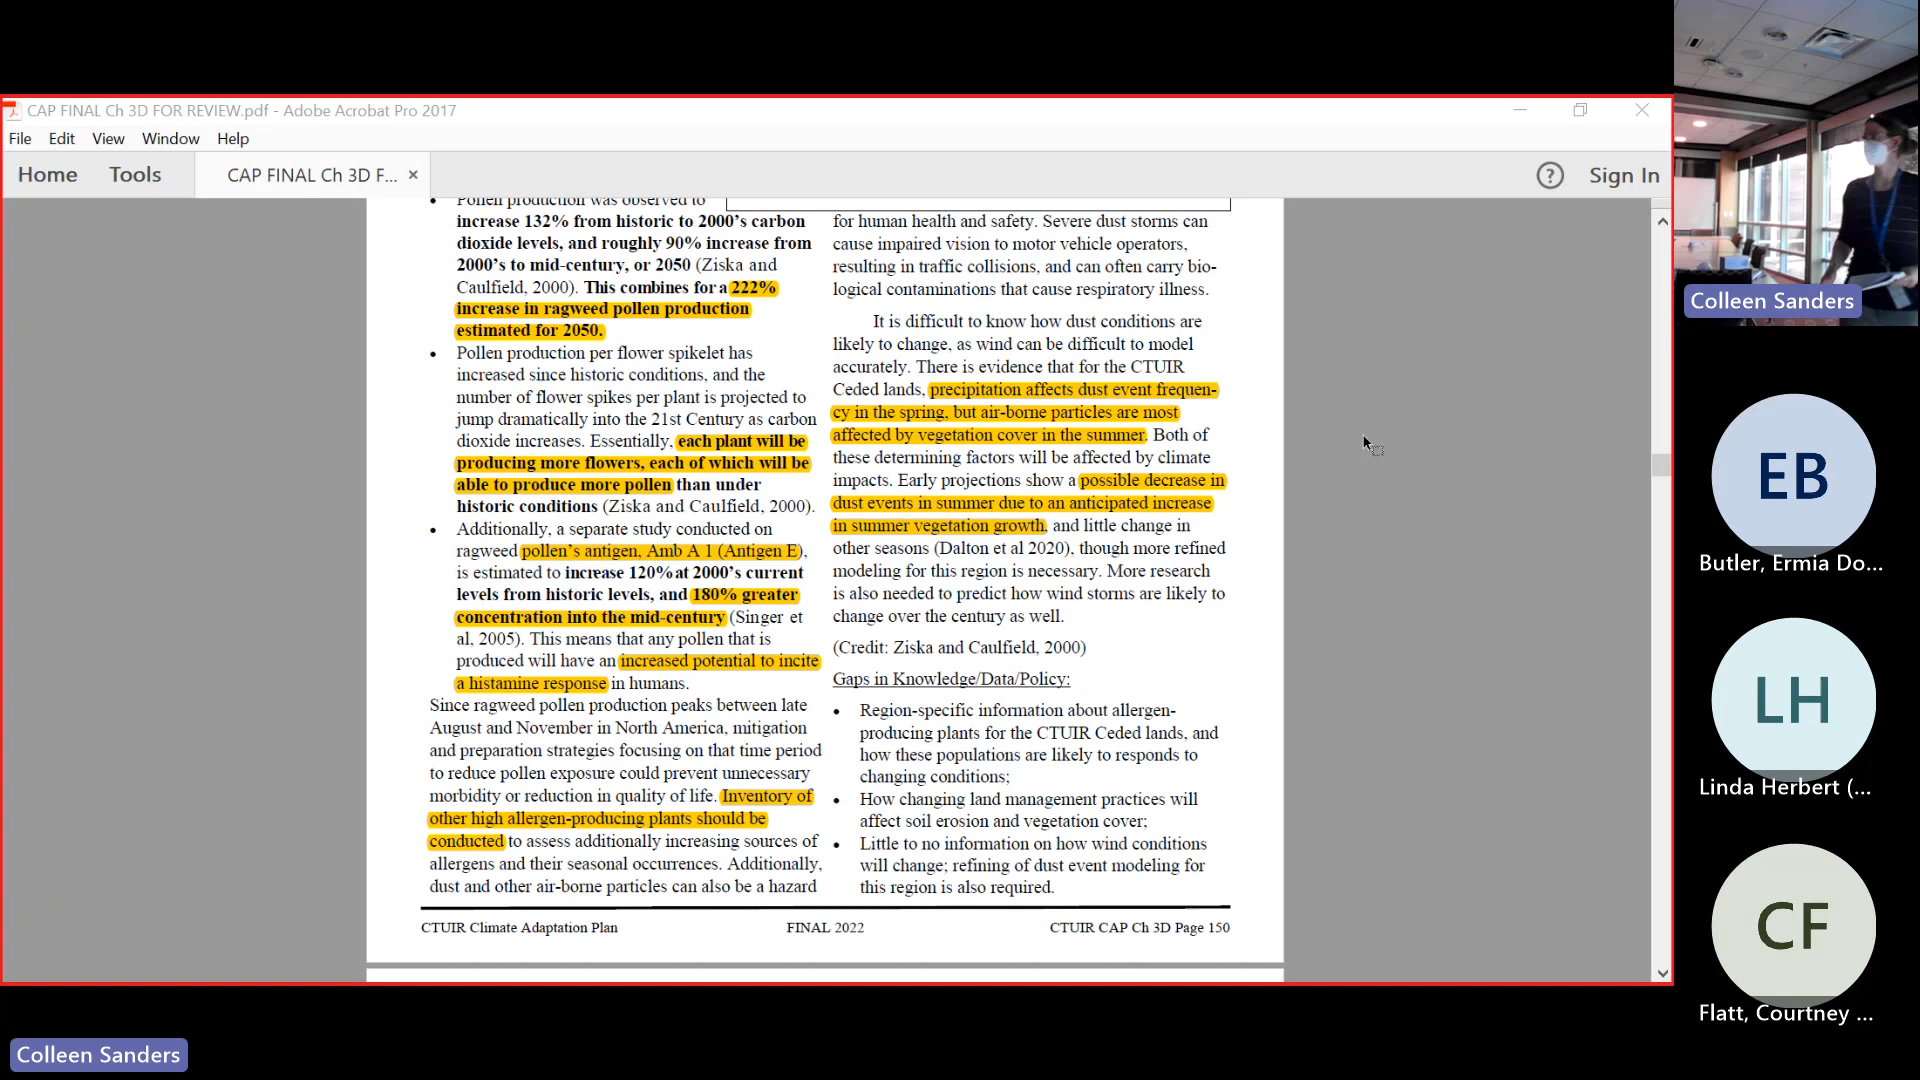 CAP FINAL Ch 3D FOR REVIEW.pdf - Adobe Acrobat Pro 2017
File Edit View Window Help
Home Tools CAP FINAL Ch 3D F... × ? Sign In
• Pollen production was observed to
increase 132% from historic to 2000's carbon
dioxide levels, and roughly 90% increase from
2000's to mid-century, or 2050 (Ziska and
Caulfield, 2000). This combines for a 222%
increase in ragweed pollen production
estimated for 2050.
• Pollen production per flower spikelet has
increased since historic conditions, and the
number of flower spikes per plant is projected to
jump dramatically into the 21st Century as carbon
dioxide increases. Essentially, each plant will be
producing more flowers, each of which will be
able to produce more pollen than under
historic conditions (Ziska and Caulfield, 2000).
• Additionally, a separate study conducted on
ragweed pollen's antigen, Amb A 1 (Antigen E),
is estimated to increase 120%at 2000's current
levels from historic levels, and 180% greater
concentration into the mid-century (Singer et
al, 2005). This means that any pollen that is
produced will have an increased potential to incite
a histamine response in humans.
Since ragweed pollen production peaks between late
August and November in North America, mitigation
and preparation strategies focusing on that time period
to reduce pollen exposure could prevent unnecessary
morbidity or reduction in quality of life. Inventory of
other high allergen-producing plants should be
conducted to assess additionally increasing sources of
allergens and their seasonal occurrences. Additionally,
dust and other air-borne particles can also be a hazard
for human health and safety. Severe dust storms can
cause impaired vision to motor vehicle operators,
resulting in traffic collisions, and can often carry bio-
logical contaminations that cause respiratory illness.
It is difficult to know how dust conditions are
likely to change, as wind can be difficult to model
accurately. There is evidence that for the CTUIR
Ceded lands, precipitation affects dust event frequen-
cy in the spring, but air-borne particles are most
affected by vegetation cover in the summer. Both of
these determining factors will be affected by climate
impacts. Early projections show a possible decrease in
dust events in summer due to an anticipated increase
in summer vegetation growth, and little change in
other seasons (Dalton et al 2020), though more refined
modeling for this region is necessary. More research
is also needed to predict how wind storms are likely to
change over the century as well.
(Credit: Ziska and Caulfield, 2000)
Gaps in Knowledge/Data/Policy:
• Region-specific information about allergen-
producing plants for the CTUIR Ceded lands, and
how these populations are likely to responds to
changing conditions;
• How changing land management practices will
affect soil erosion and vegetation cover;
• Little to no information on how wind conditions
will change; refining of dust event modeling for
this region is also required.
CTUIR Climate Adaptation Plan FINAL 2022 CTUIR CAP Ch 3D Page 150
Colleen Sanders
Colleen Sanders
EB
Butler, Ermia Do...
LH
Linda Herbert (...
CF
Flatt, Courtney ...